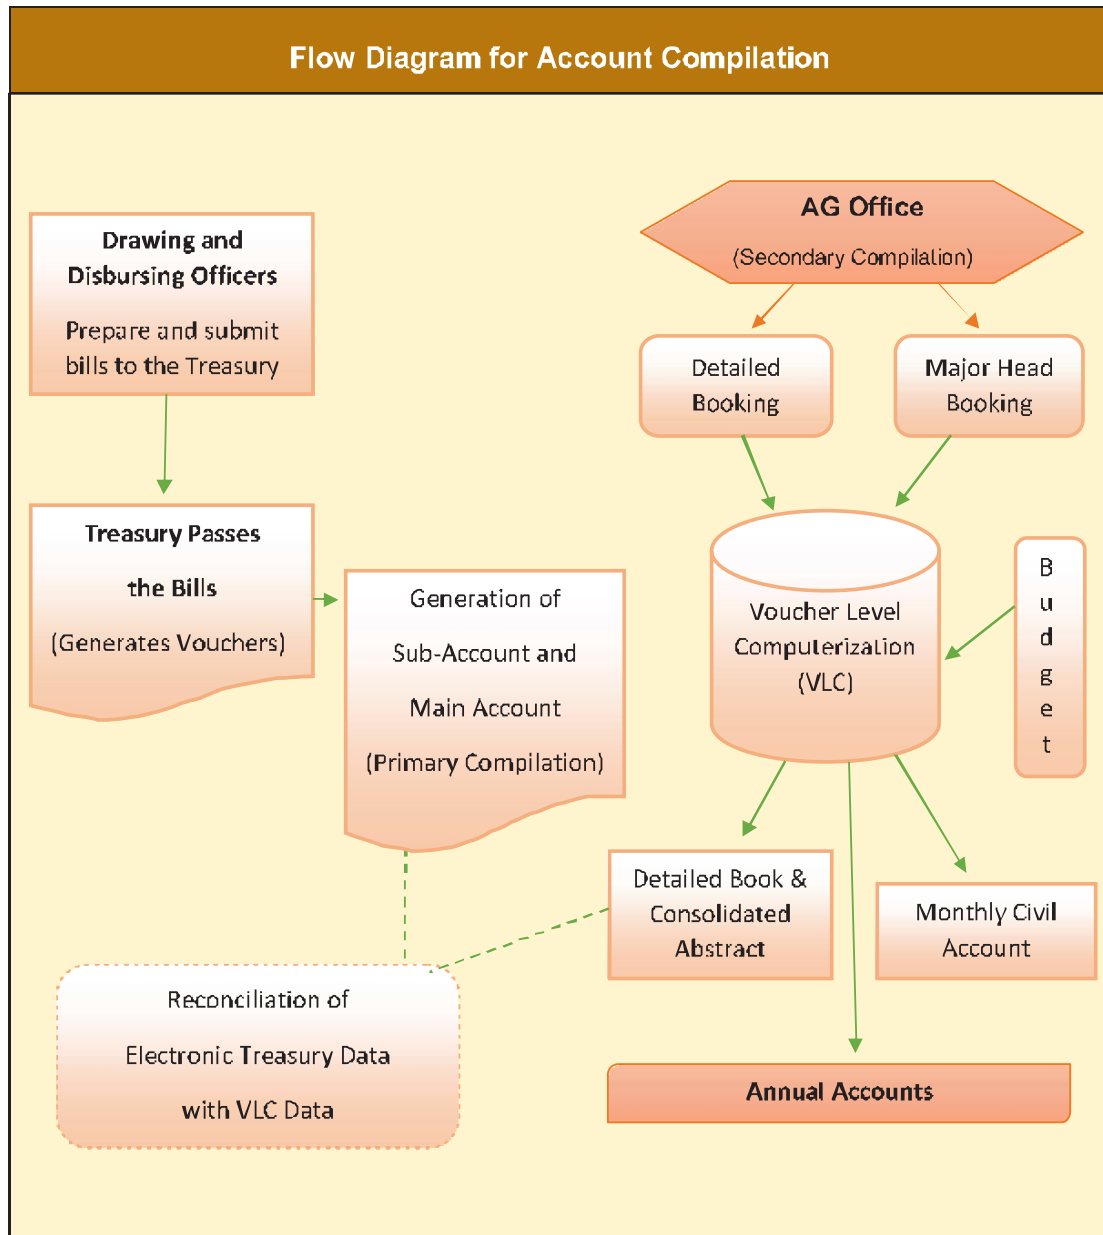 Flow Diagram for Account Compilation
Drawing and
Disbursing Officers
Prepare and submit
bills to the Treasury
Treasury Passes
the Bills
(Generates Vouchers)
Generation of
Sub-Account and
Main Account
(Primary Compilation)
Reconciliation of
Electronic Treasury Data
with VLC Data
AG Office
(Secondary Compilation)
Detailed
Booking
Major Head
Booking
Voucher Level
Computerization
(VLC)
B
u
d
g
e
t
Detailed Book &
Consolidated
Abstract
Monthly Civil
Account
Annual Accounts